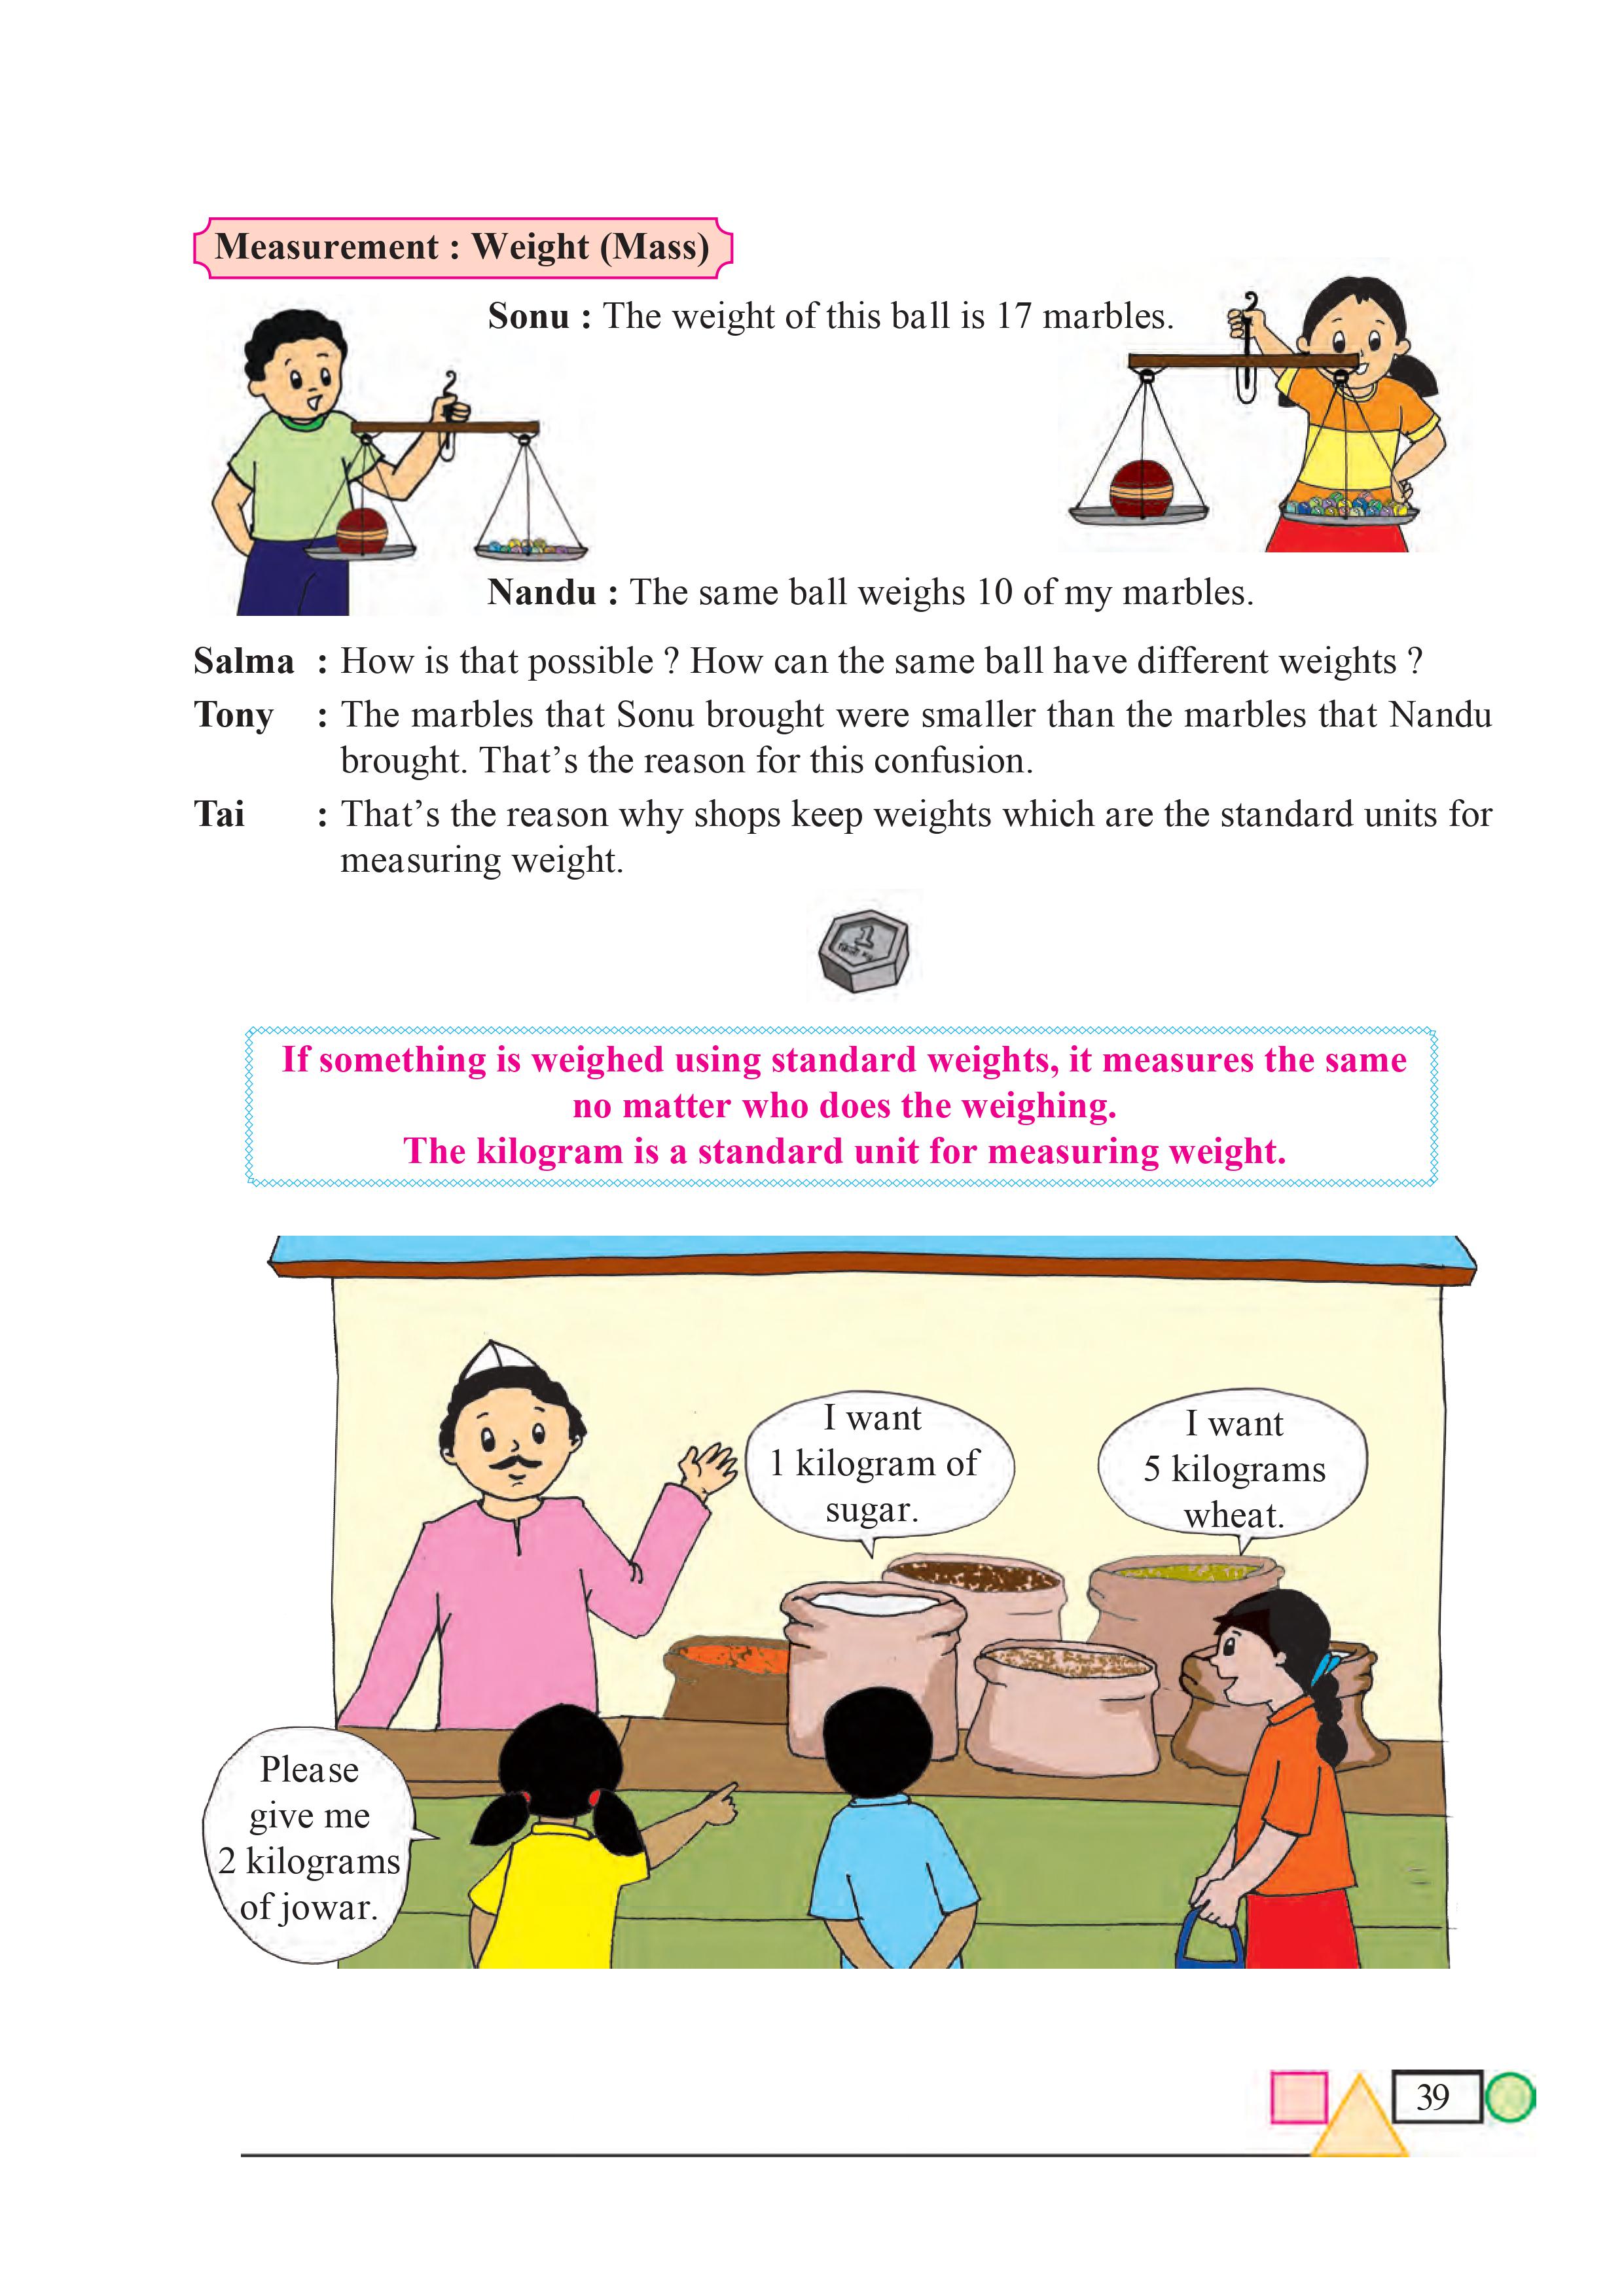 Measurement : Weight (Mass)
Sonu : The weight of this ball is 17 marbles.
Nandu : The same ball weighs 10 of my marbles.
Salma : How is that possible ? How can the same ball have different weights ?
Tony : The marbles that Sonu brought were smaller than the marbles that Nandu
brought. That’s the reason for this confusion.
Tai : That’s the reason why shops keep weights which are the standard units for
measuring weight.
1
If something is weighed using standard weights, it measures the same
no matter who does the weighing.
The kilogram is a standard unit for measuring weight.
I want
1 kilogram of
sugar.
I want
5 kilograms
wheat.
Please
give me
2 kilograms
of jowar.
39